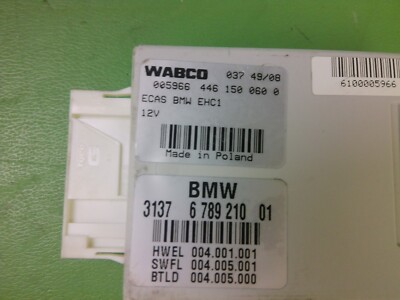 WABCO 037 49/08
005966 446 150 060 0
ECAS BMW EHC1
12V
Made in Poland
6100005966
BMW
3137 6 789 210 01
HWEL 004.001.001
SWFL 004.005.001
BTLD 004.005.000